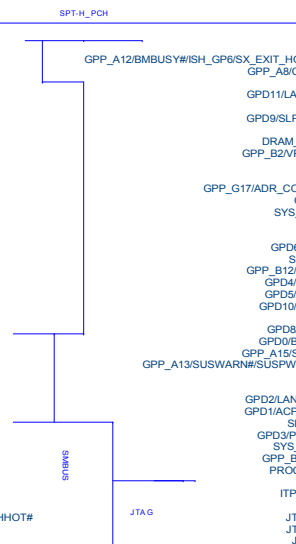 SPT-H_PCH
GPP_A12/BMBUSY#/ISH_GP6/SX_EXIT_HO
GPP_A8/C
GPD11/LA
GPD9/SLP
DRAM_
GPP_B2/VR
GPP_G17/ADR_CO
SYS_
GPD6
S
GPP_B12/
GPD4/
GPD5/
GPD10/
GPD8
GPD0/B
GPP_A15/S
GPP_A13/SUSWARN#/SUSPW
GPD2/LAN
GPD1/ACP
SL
GPD3/P
SYS_
GPP_B
PROC
ITP
SMBUS
JTAG
HHOT#
JT
JT
J